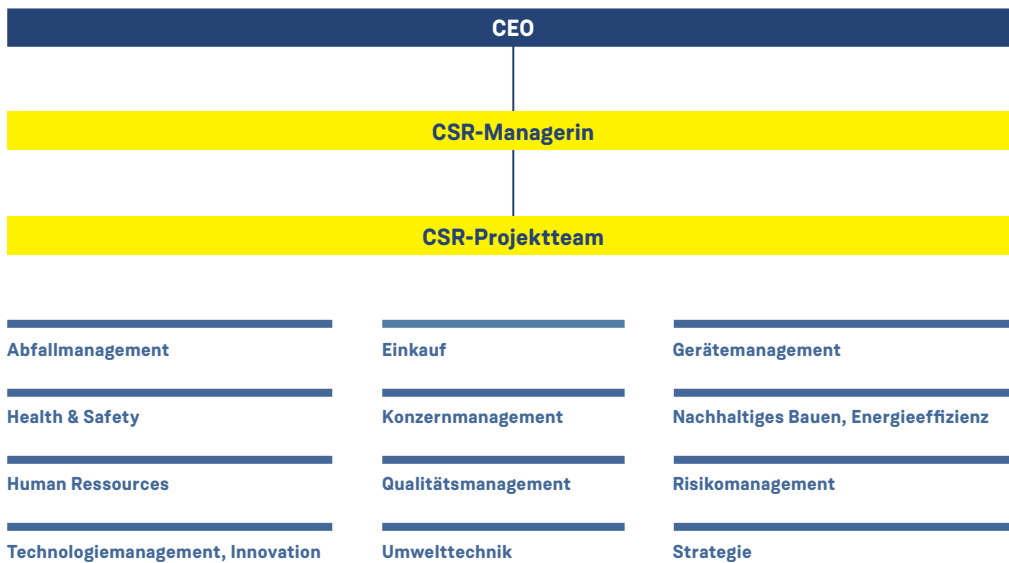 CEO
CSR-Managerin
CSR-Projektteam
Abfallmanagement
Einkauf
Gerätemanagement
Health & Safety
Konzernmanagement
Nachhaltiges Bauen, Energieeffizienz
Human Ressources
Qualitätsmanagement
Risikomanagement
Technologiemanagement, Innovation
Umwelttechnik
Strategie